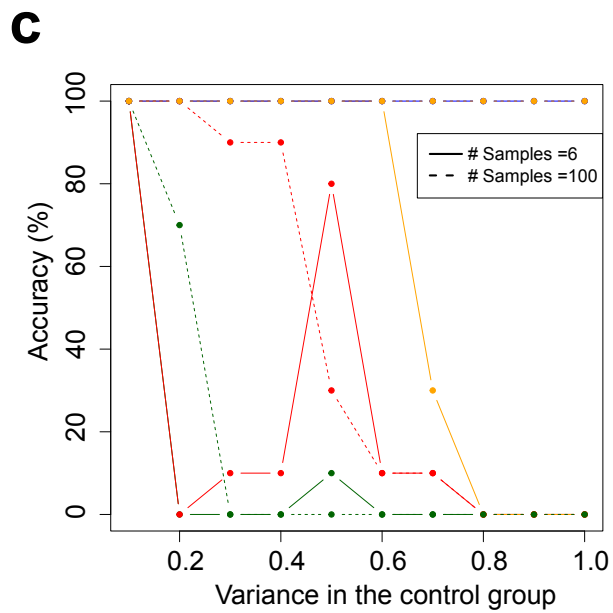 C
100
80
60
40
20
0
Accuracy (%)
# Samples =6
# Samples =100
0.2 0.4 0.6 0.8 1.0
Variance in the control group